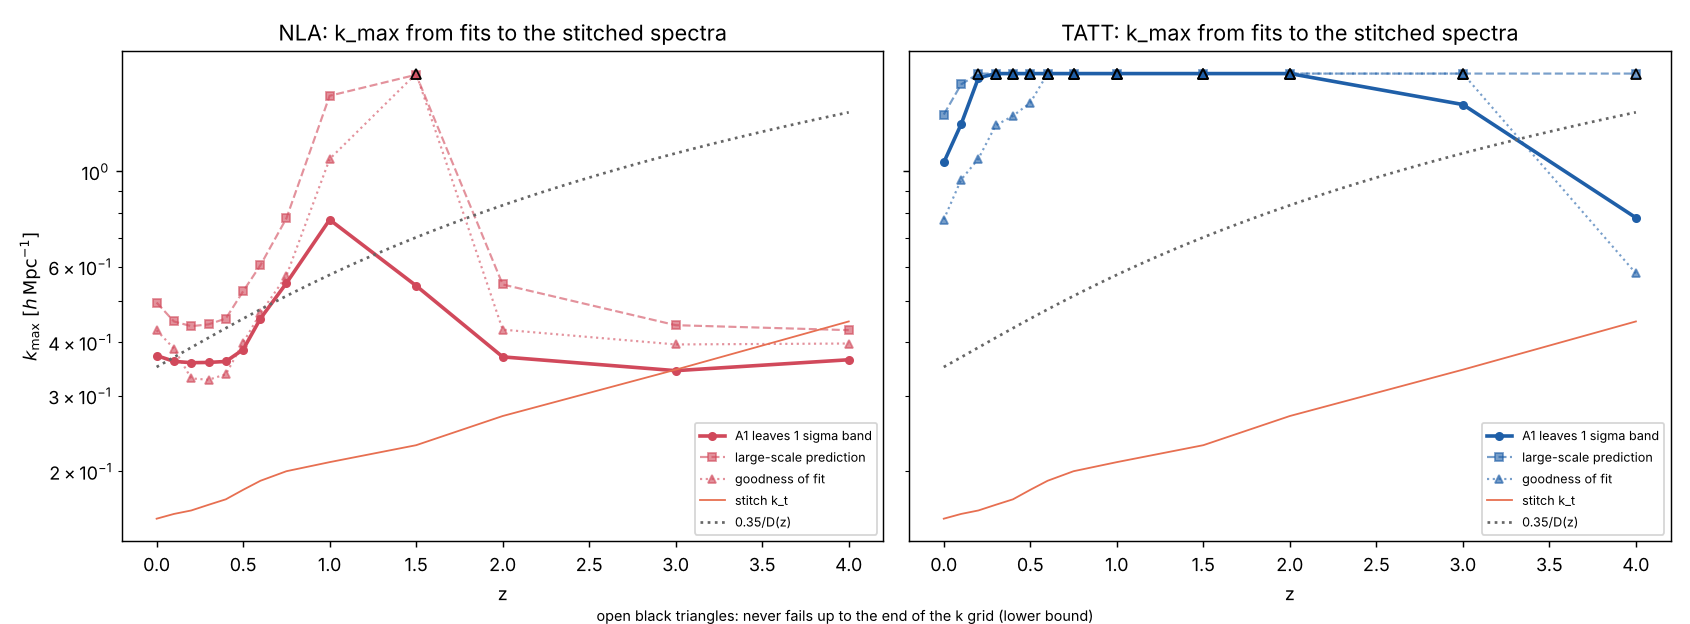 NLA: k_max from fits to the stitched spectra
TATT: k_max from fits to the stitched spectra
k_max [h Mpc⁻¹]
10⁰
6 × 10⁻¹
4 × 10⁻¹
3 × 10⁻¹
2 × 10⁻¹
A1 leaves 1 sigma band
large-scale prediction
goodness of fit
stitch k_t
0.35/D(z)
A1 leaves 1 sigma band
large-scale prediction
goodness of fit
stitch k_t
0.35/D(z)
0.0 0.5 1.0 1.5 2.0 2.5 3.0 3.5 4.0
0.0 0.5 1.0 1.5 2.0 2.5 3.0 3.5 4.0
z
z
open black triangles: never fails up to the end of the k grid (lower bound)